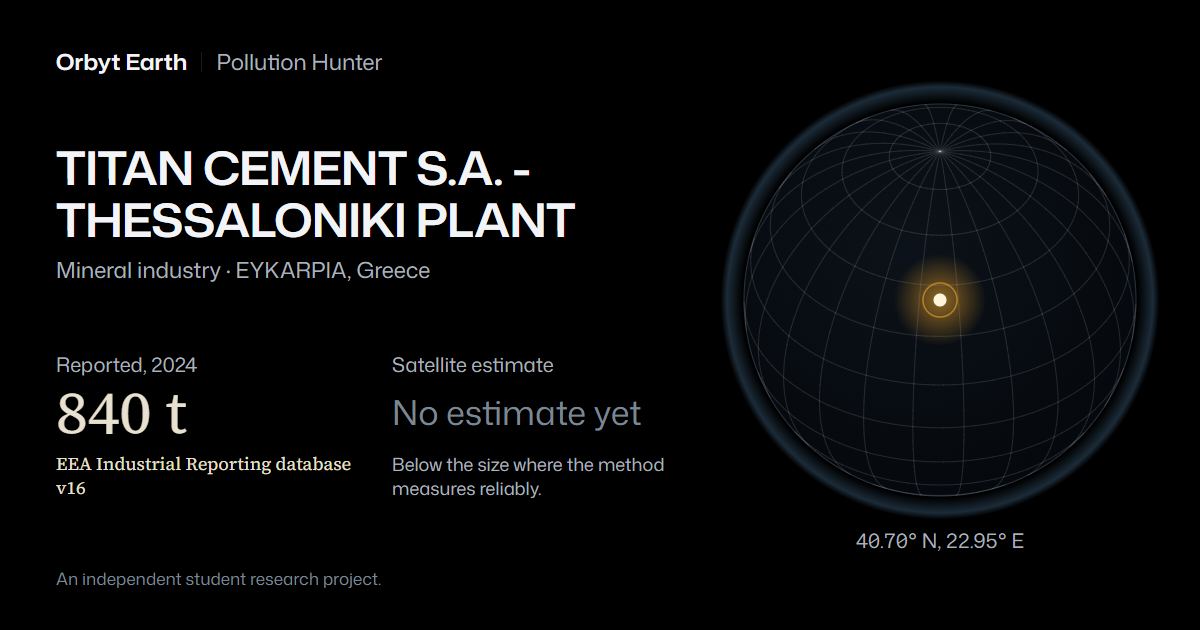 Orbyt Earth | Pollution Hunter
TITAN CEMENT S.A. -
THESSALONIKI PLANT
Mineral industry · EYKARPIA, Greece
Reported, 2024
840 t
EEA Industrial Reporting database
v16
Satellite estimate
No estimate yet
Below the size where the method
measures reliably.
40.70° N, 22.95° E
An independent student research project.